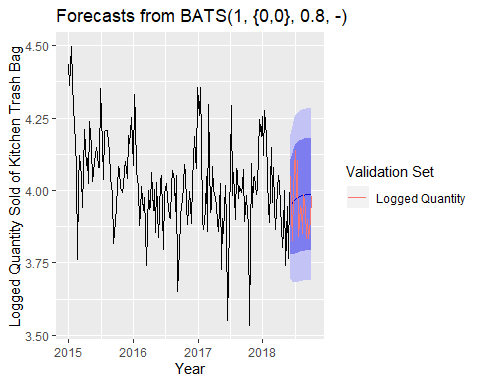 Forecasts from BATS(1, {0,0}, 0.8, -)
Logged Quantity Sold of Kitchen Trash Bag
4.50
4.25
4.00
3.75
3.50
2015
2016
2017
2018
Year
Validation Set
Logged Quantity